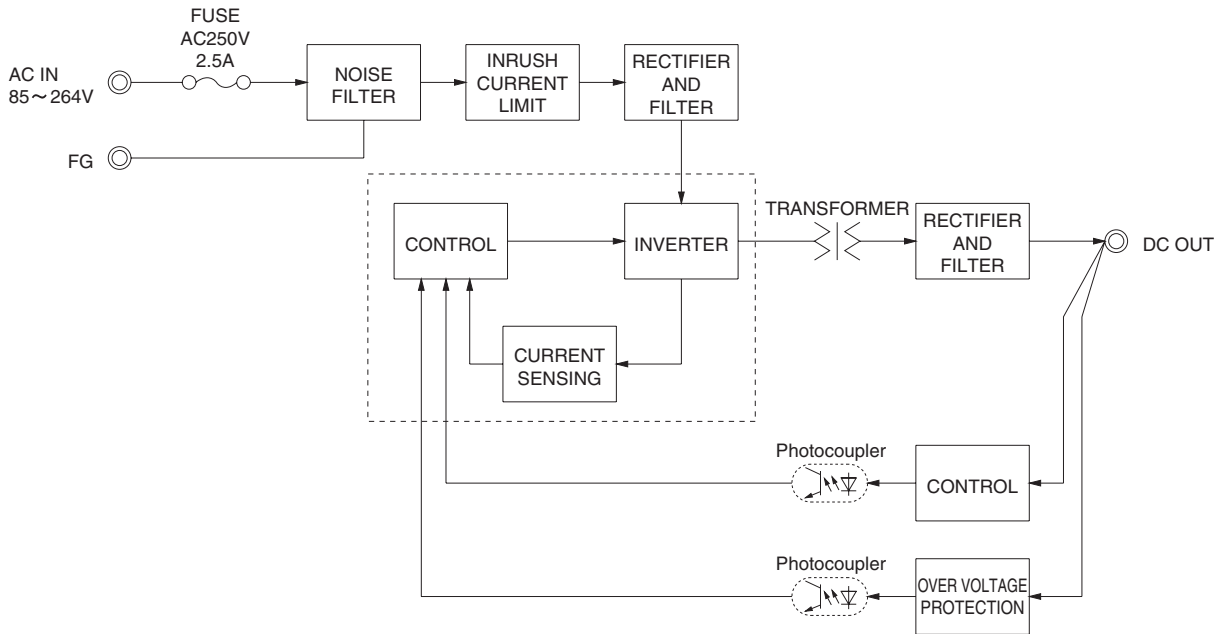 FUSE
AC250V
2.5A
AC IN
85～264V
NOISE
FILTER
INRUSH
CURRENT
LIMIT
RECTIFIER
AND
FILTER
FG
CONTROL
INVERTER
TRANSFORMER
RECTIFIER
AND
FILTER
DC OUT
CURRENT
SENSING
Photocoupler
CONTROL
Photocoupler
OVER VOLTAGE
PROTECTION